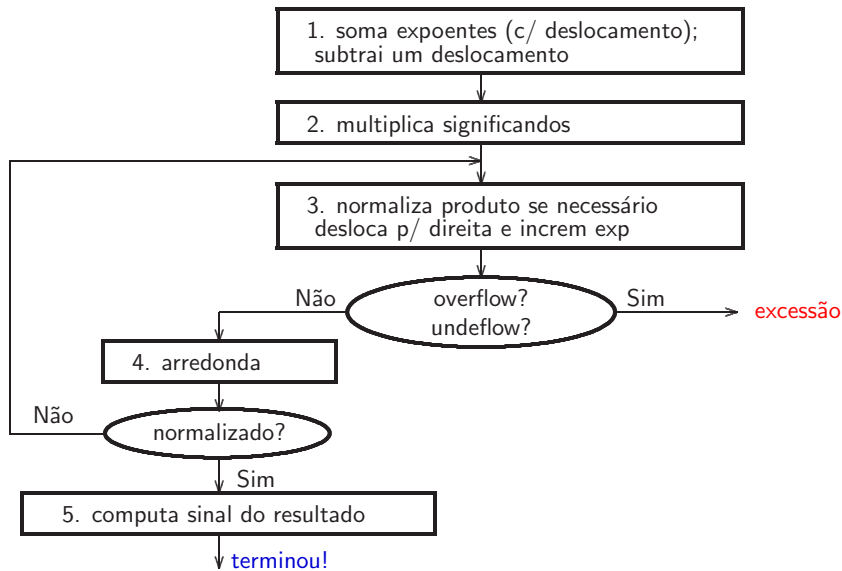 1. soma expoentes (c/ deslocamento);
subtrai um deslocamento
2. multiplica significandos
3. normaliza produto se necessário
desloca p/ direita e increm exp
overflow?
undeflow?
Não
Sim
excessão
4. arredonda
Não
normalizado?
Sim
5. computa sinal do resultado
terminou!